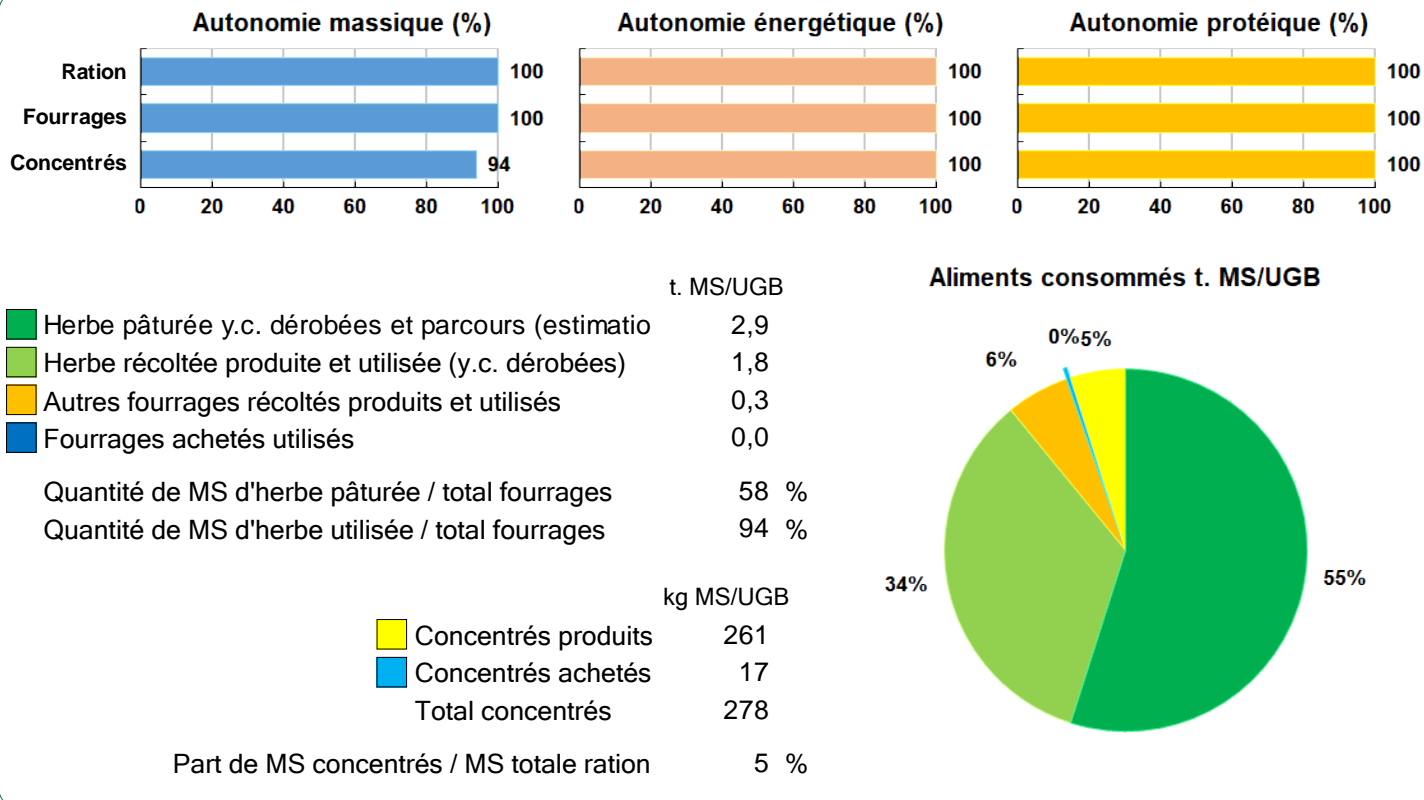 Autonomie massique (%) Autonomie énergétique (%) Autonomie protéique (%)
Ration 100 100 100
Fourrages 100 100 100
Concentrés 94 100 100
0 20 40 60 80 100 0 20 40 60 80 100 0 20 40 60 80 100
t. MS/UGB
Herbe pâturée y.c. dérobées et parcours (estimatio 2,9
Herbe récoltée produite et utilisée (y.c. dérobées) 1,8
Autres fourrages récoltés produits et utilisés 0,3
Fourrages achetés utilisés 0,0
Quantité de MS d'herbe pâturée / total fourrages 58 %
Quantité de MS d'herbe utilisée / total fourrages 94 %
kg MS/UGB
Concentrés produits 261
Concentrés achetés 17
Total concentrés 278
Part de MS concentrés / MS totale ration 5 %
Aliments consommés t. MS/UGB
0% 5%
6%
34%
55%